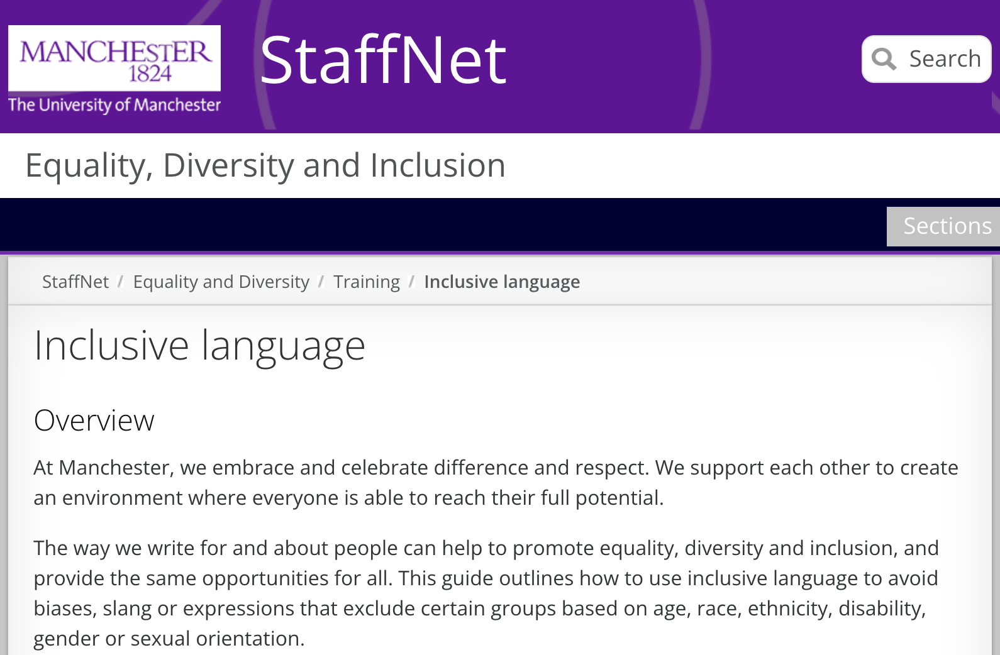 MANCHESTER
1824
The University of Manchester
StaffNet
Search
Equality, Diversity and Inclusion
Sections
StaffNet / Equality and Diversity / Training / Inclusive language
Inclusive language
Overview
At Manchester, we embrace and celebrate difference and respect. We support each other to create
an environment where everyone is able to reach their full potential.
The way we write for and about people can help to promote equality, diversity and inclusion, and
provide the same opportunities for all. This guide outlines how to use inclusive language to avoid
biases, slang or expressions that exclude certain groups based on age, race, ethnicity, disability,
gender or sexual orientation.